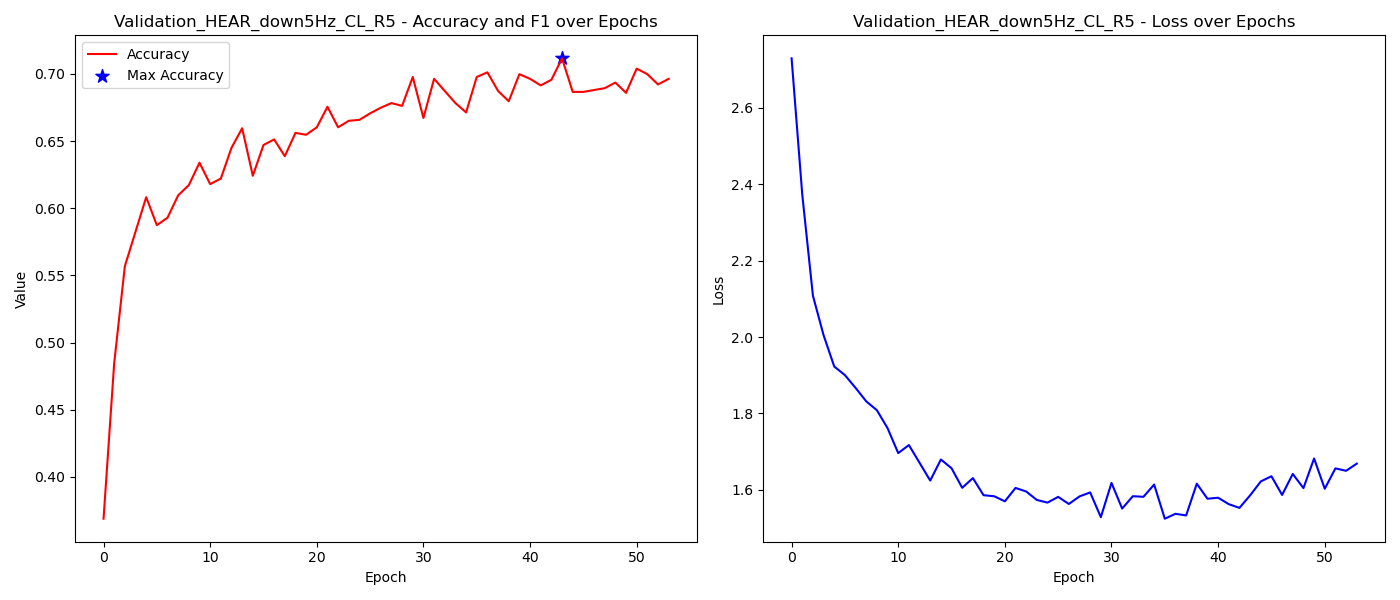 Validation_HEAR_down5Hz_CL_R5 - Accuracy and F1 over Epochs
Accuracy
Max Accuracy
0.70
0.65
0.60
0.55
0.50
0.45
0.40
Value
0 10 20 30 40 50
Epoch
Validation_HEAR_down5Hz_CL_R5 - Loss over Epochs
2.6
2.4
2.2
2.0
1.8
1.6
Loss
0 10 20 30 40 50
Epoch